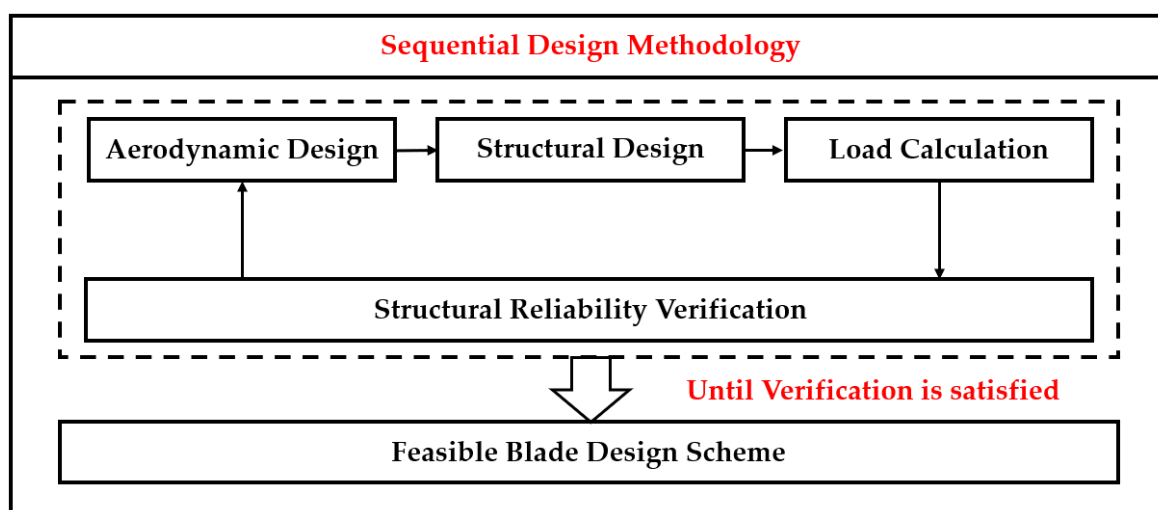 Sequential Design Methodology
Aerodynamic Design
Structural Design
Load Calculation
Structural Reliability Verification
Until Verification is satisfied
Feasible Blade Design Scheme